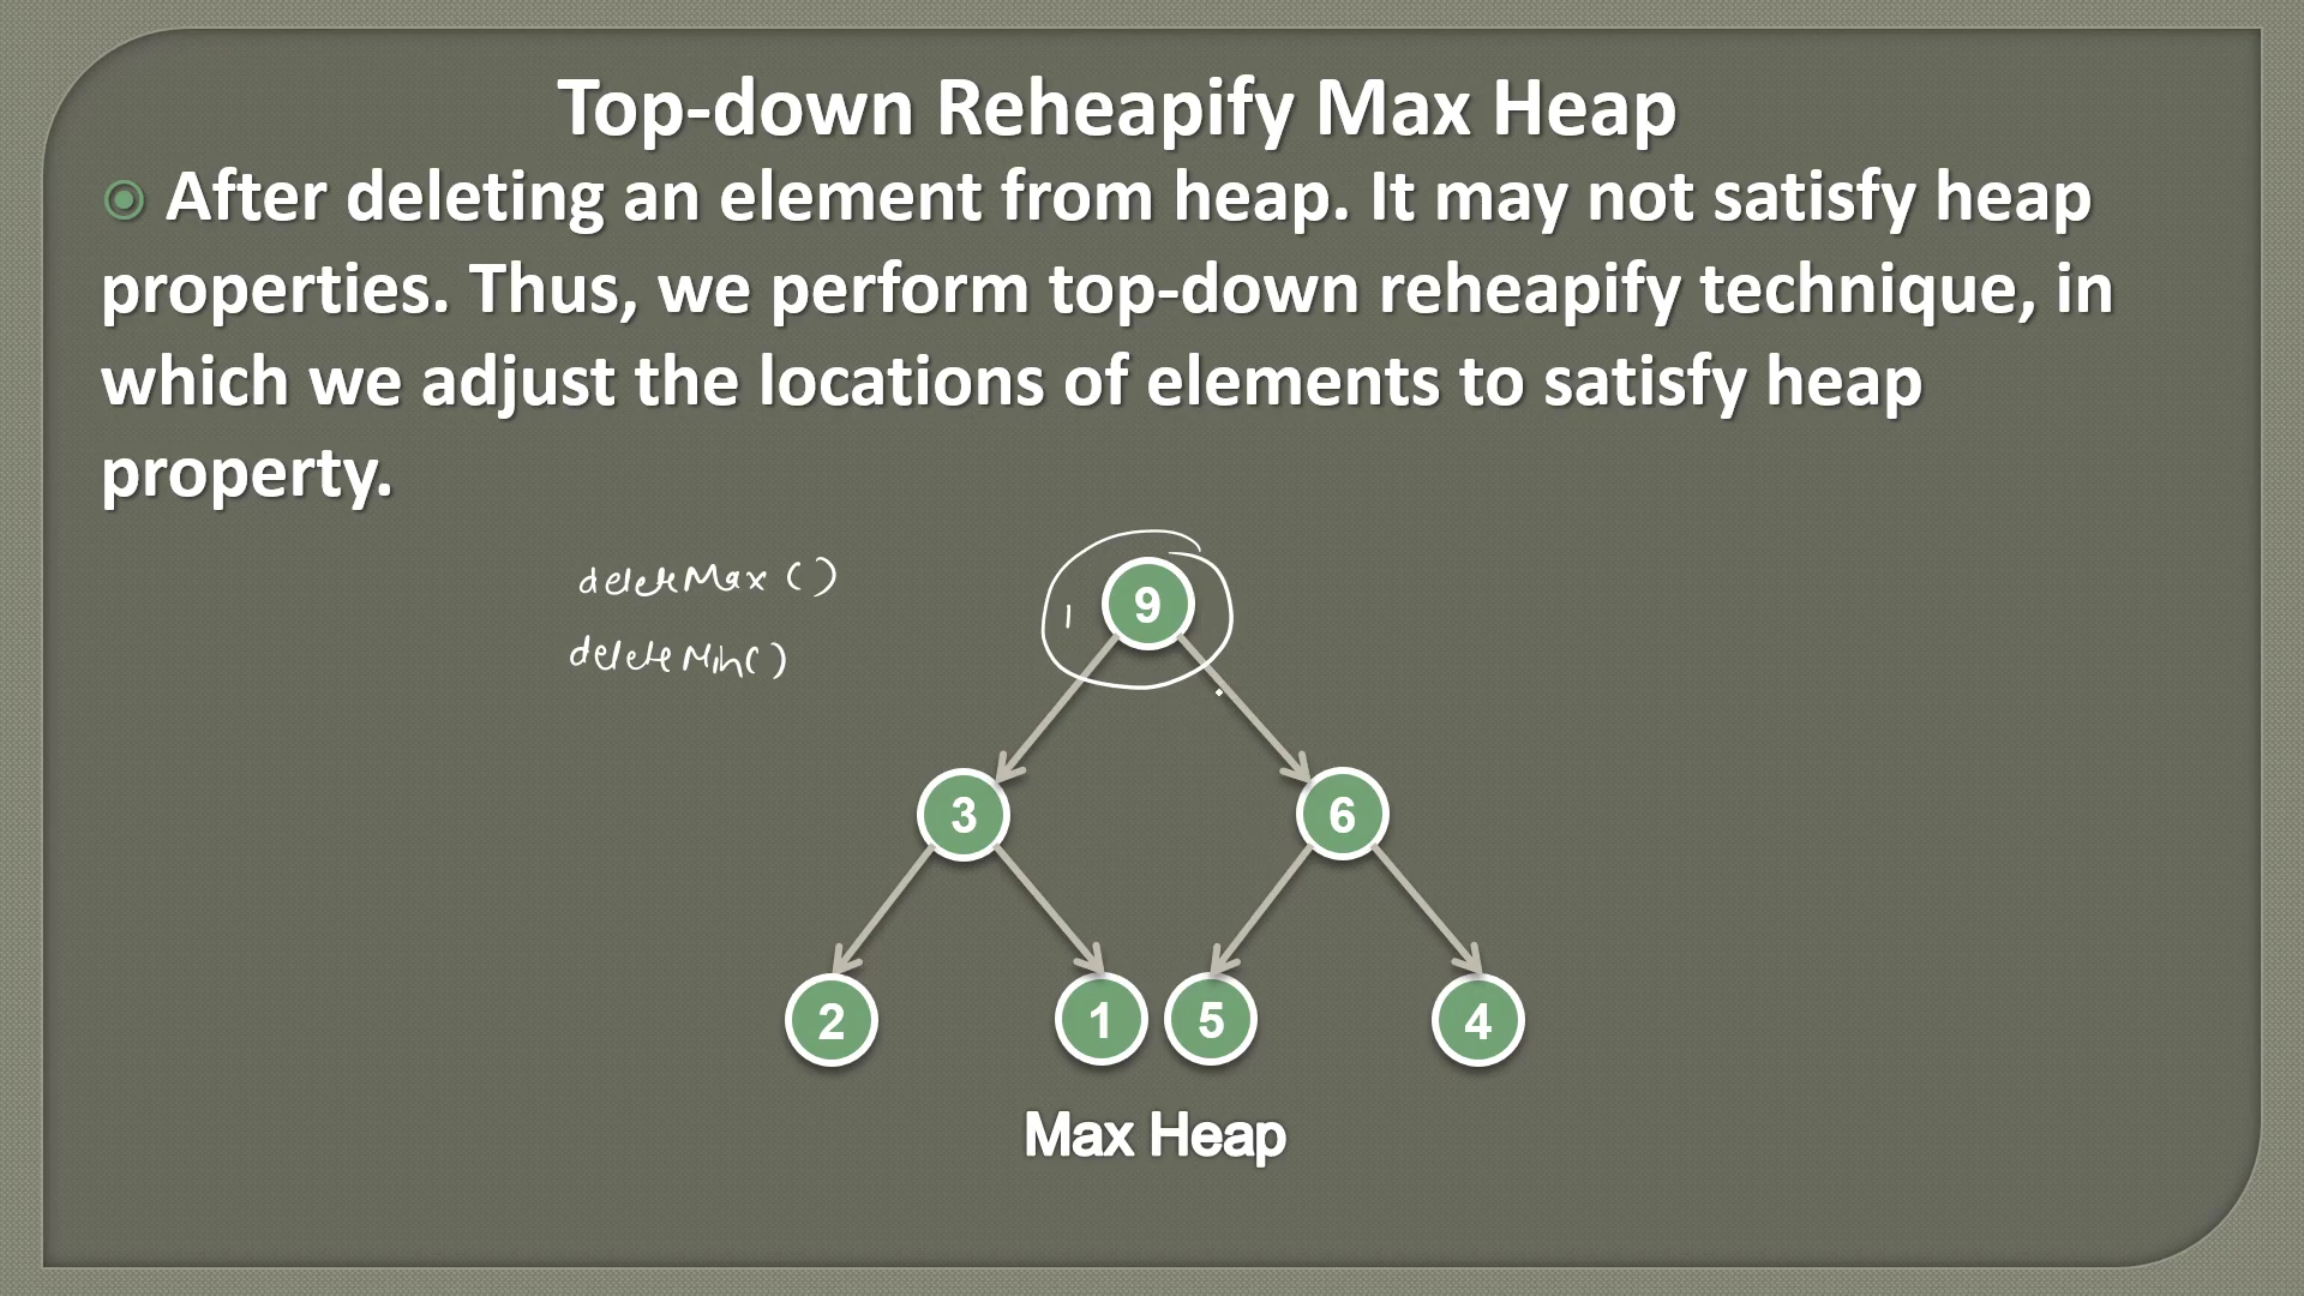 Top-down Reheapify Max Heap
After deleting an element from heap. It may not satisfy heap
properties. Thus, we perform top-down reheapify technique, in
which we adjust the locations of elements to satisfy heap
property.
deleteMax ()
deleteMin()
1 9
3 6
2 1 5 4
Max Heap